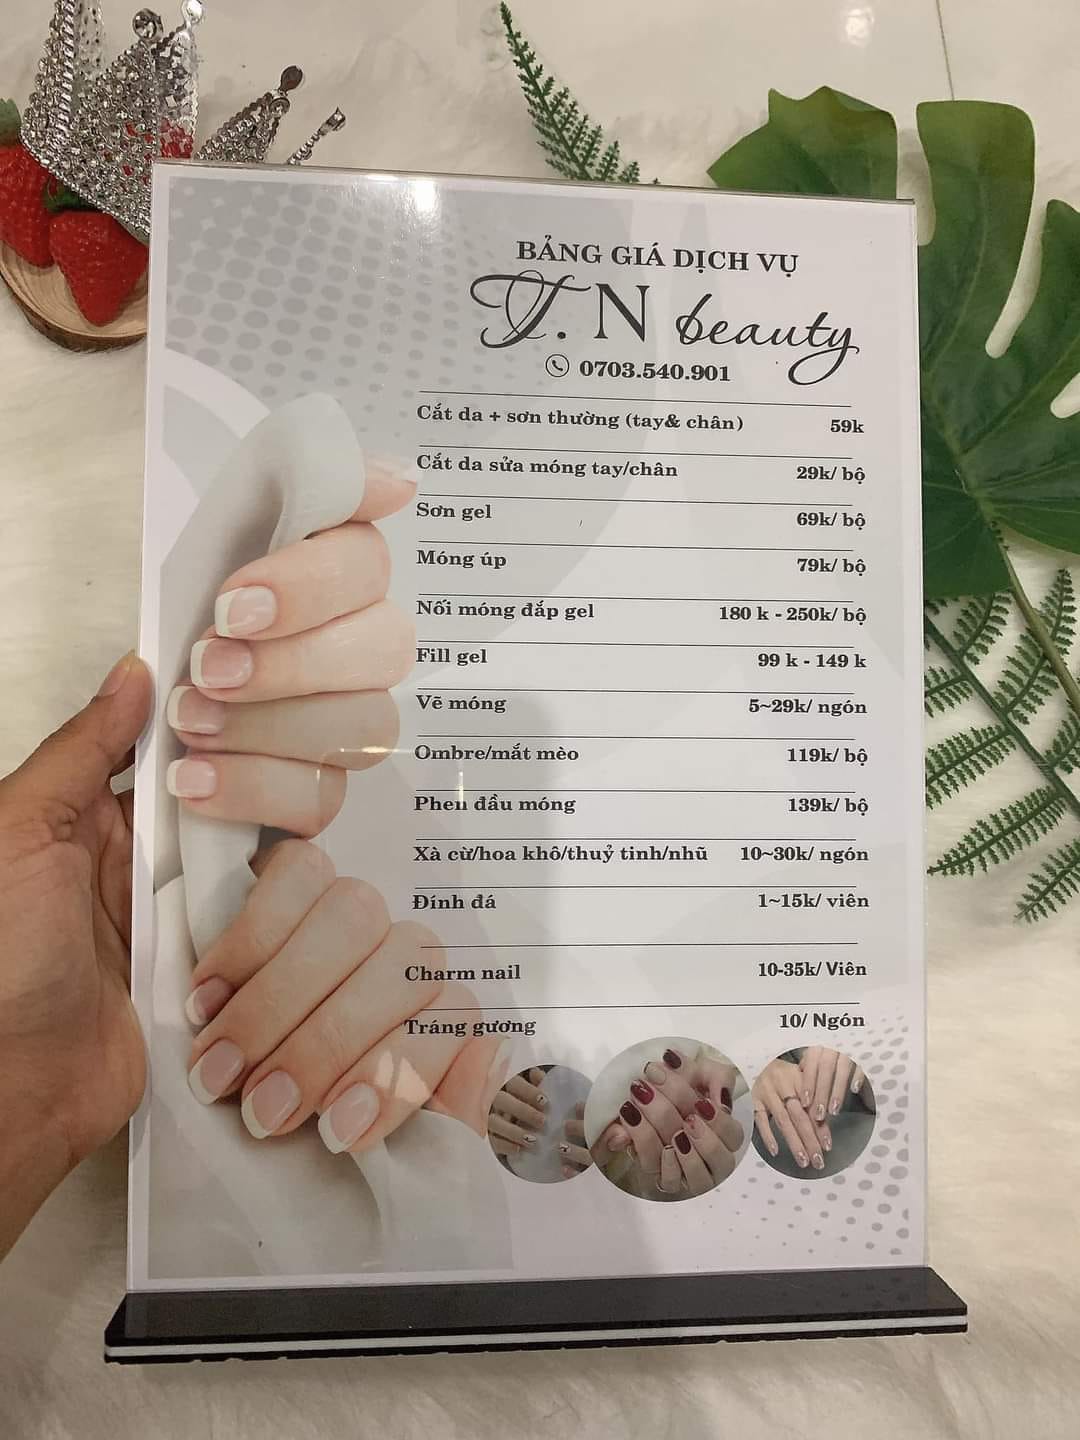 BẢNG GIÁ DỊCH VỤ
T. N beauty
0703.540.901
Cắt da + sơn thường (tay& chân) 59k
Cắt da sửa móng tay/chân 29k/ bộ
Sơn gel 69k/ bộ
Móng úp 79k/ bộ
Nối móng đắp gel 180 k - 250k/ bộ
Fill gel 99 k - 149 k
Vẽ móng 5~29k/ ngón
Ombre/mắt mèo 119k/ bộ
Phen đầu móng 139k/ bộ
Xà cừ/hoa khô/thuỷ tinh/nhũ 10~30k/ ngón
Đính đá 1~15k/ viên
Charm nail 10-35k/ Viên
Tráng gương 10/ Ngón